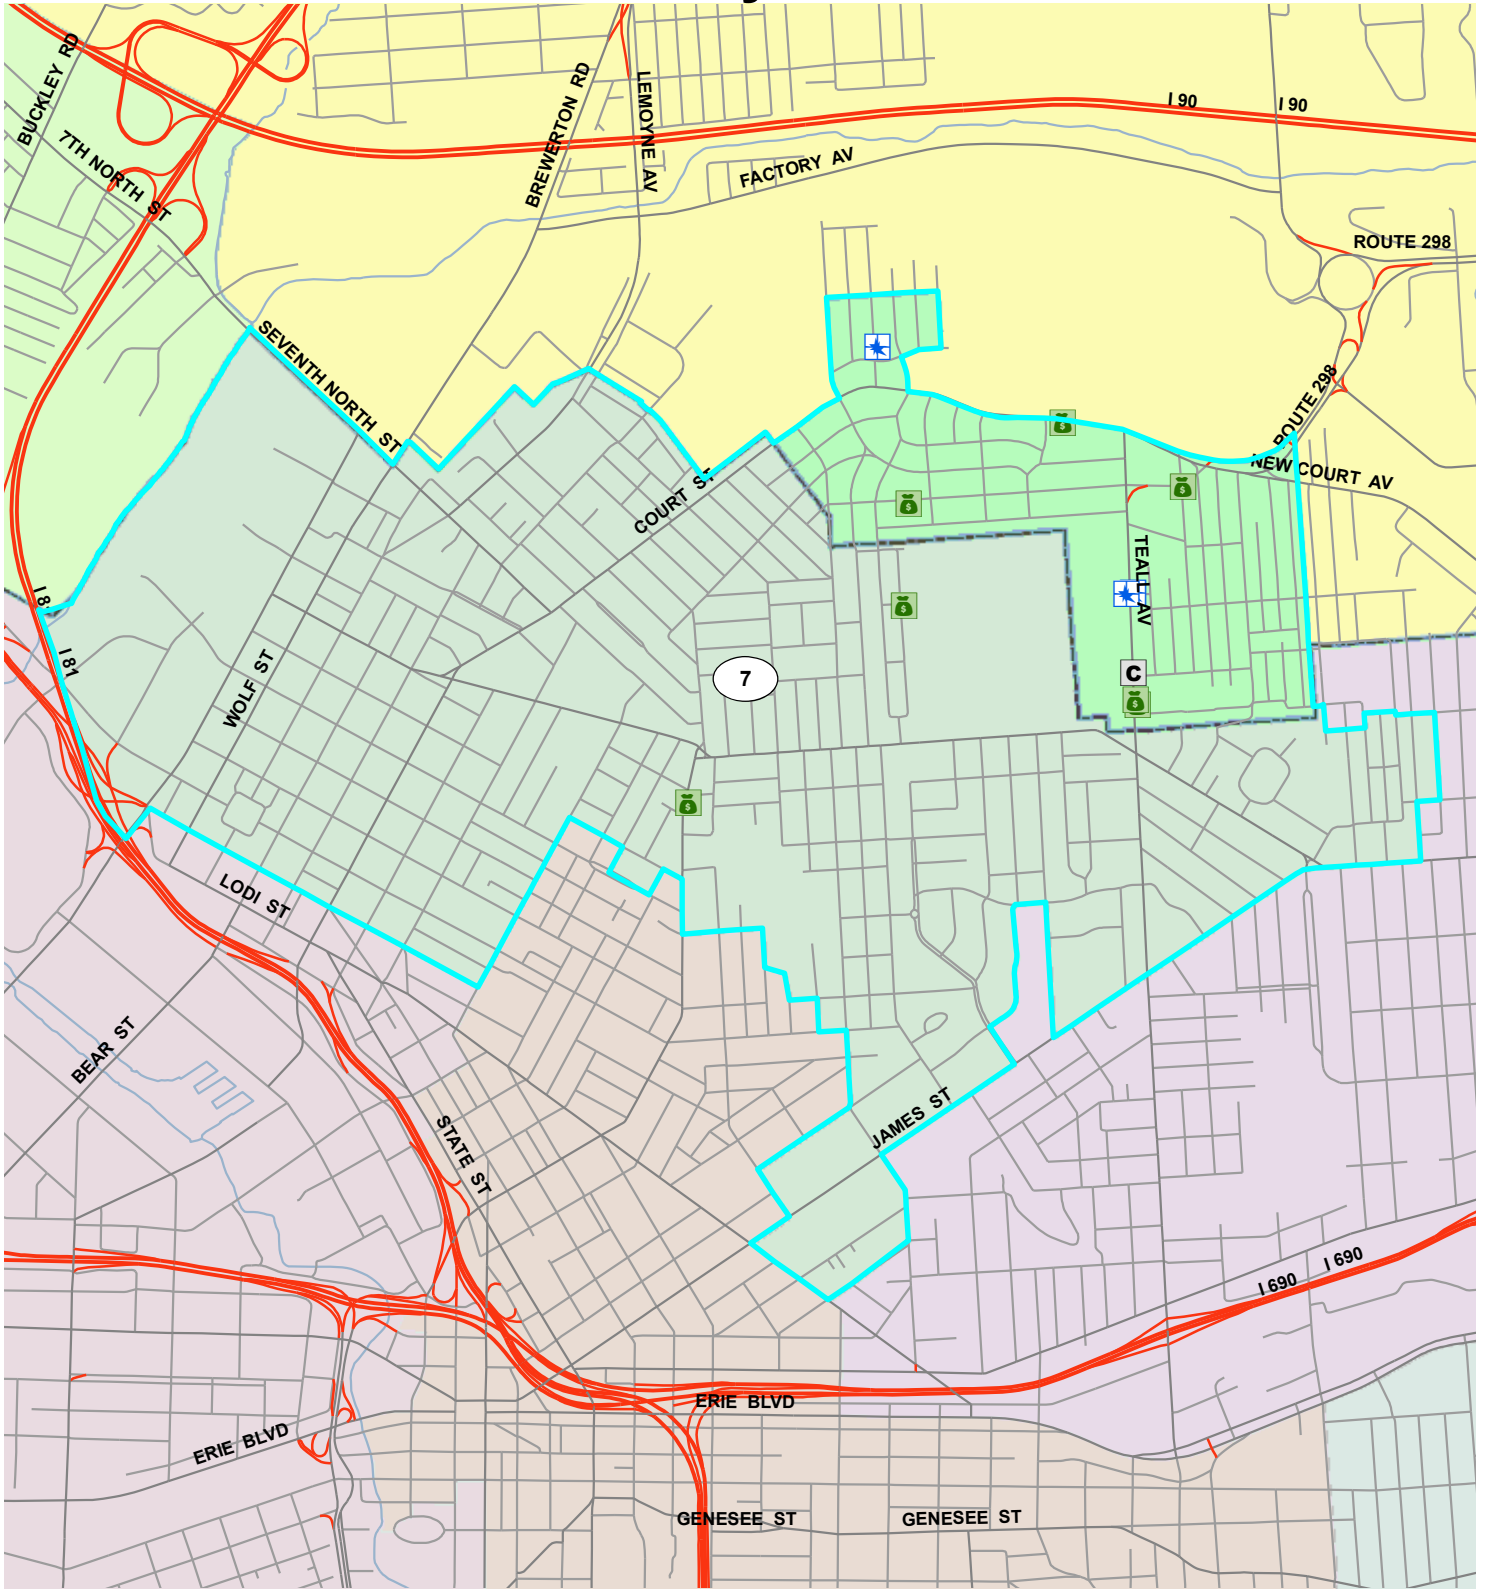 BUCKLEY RD
7TH NORTH ST
BREWERTON RD
LEMOYNE AV
I 90
I 90
FACTORY AV
ROUTE 298
SEVENTH NORTH ST
ROUTE 298
COURT ST
NEW COURT AV
TEALL AV
I 8
I 81
WOLF ST
C
7
LODI ST
BEAR ST
STATE ST
JAMES ST
I 690
I 690
ERIE BLVD
ERIE BLVD
GENESEE ST
GENESEE ST